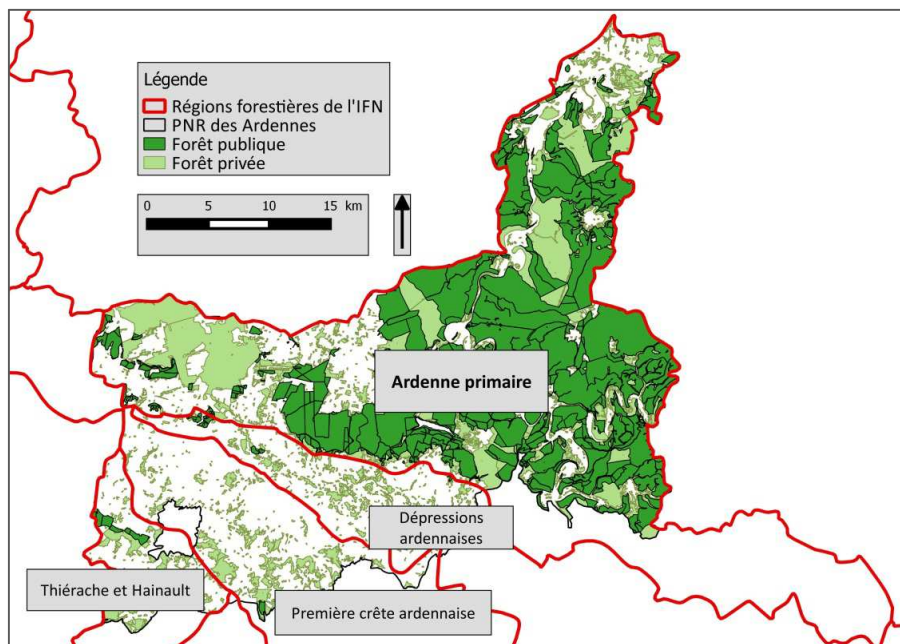 Légende
Régions forestières de l'IFN
PNR des Ardennes
Forêt publique
Forêt privée
0 5 10 15 km
Ardenne primaire
Dépressions
ardennaises
Thiérache et Hainault
Première crête ardennaise